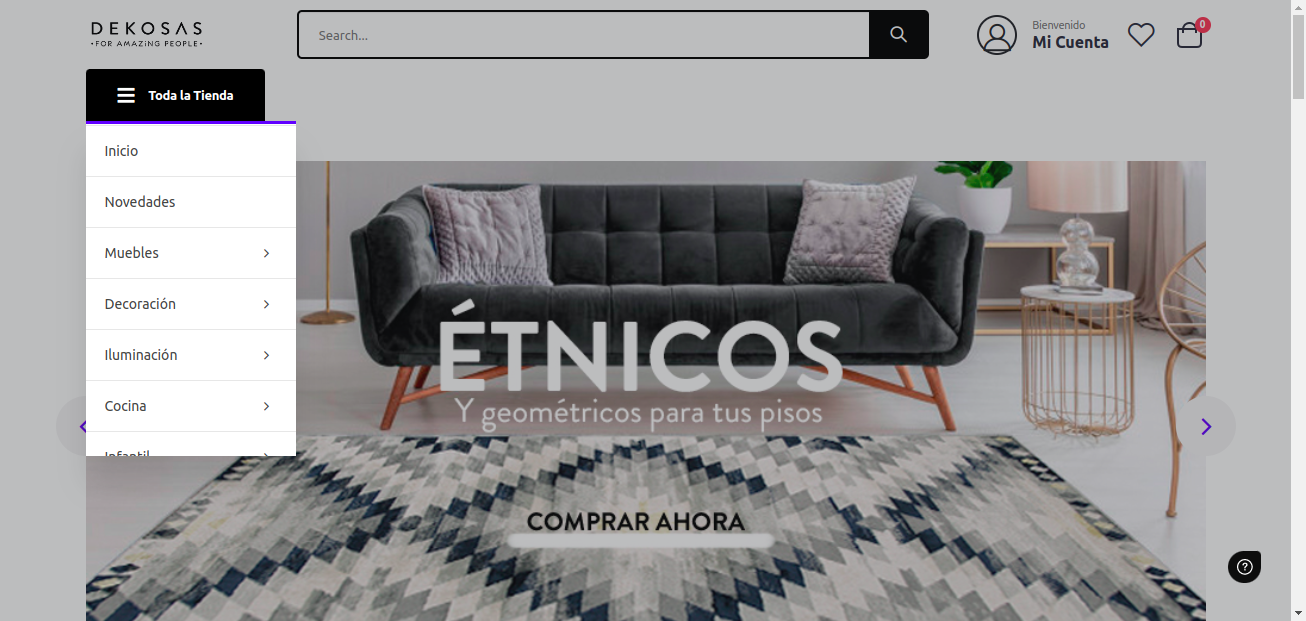 DEKOSAS
•FOR AMAZiNG PEOPLE•
Search...
Bienvenido
Mi Cuenta
0
Toda la Tienda
Inicio
Novedades
Muebles
Decoración
Iluminación
Cocina
Infantil
ÉTNICOS
Y geométricos para tus pisos
COMPRAR AHORA